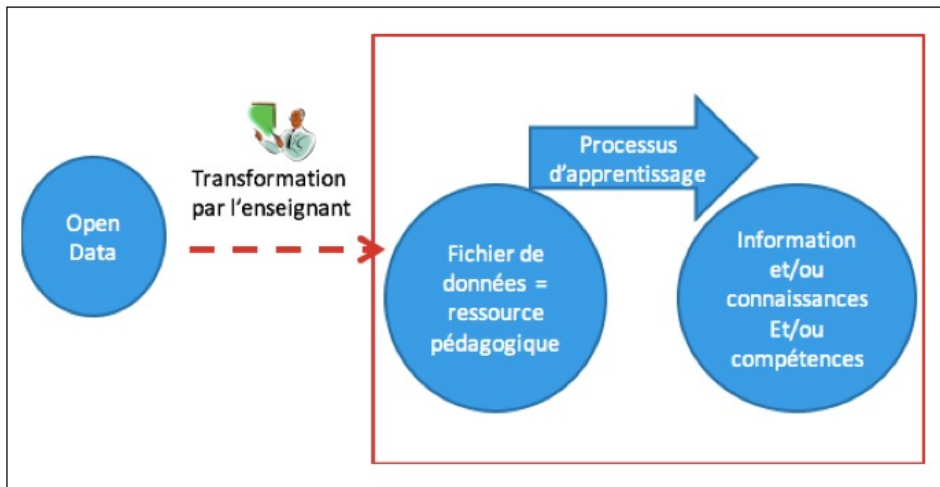 Open
Data
Transformation
par l'enseignant
Processus
d'apprentissage
Fichier de
données =
ressource
pédagogique
Information
et/ou
connaissances
Et/ou
compétences